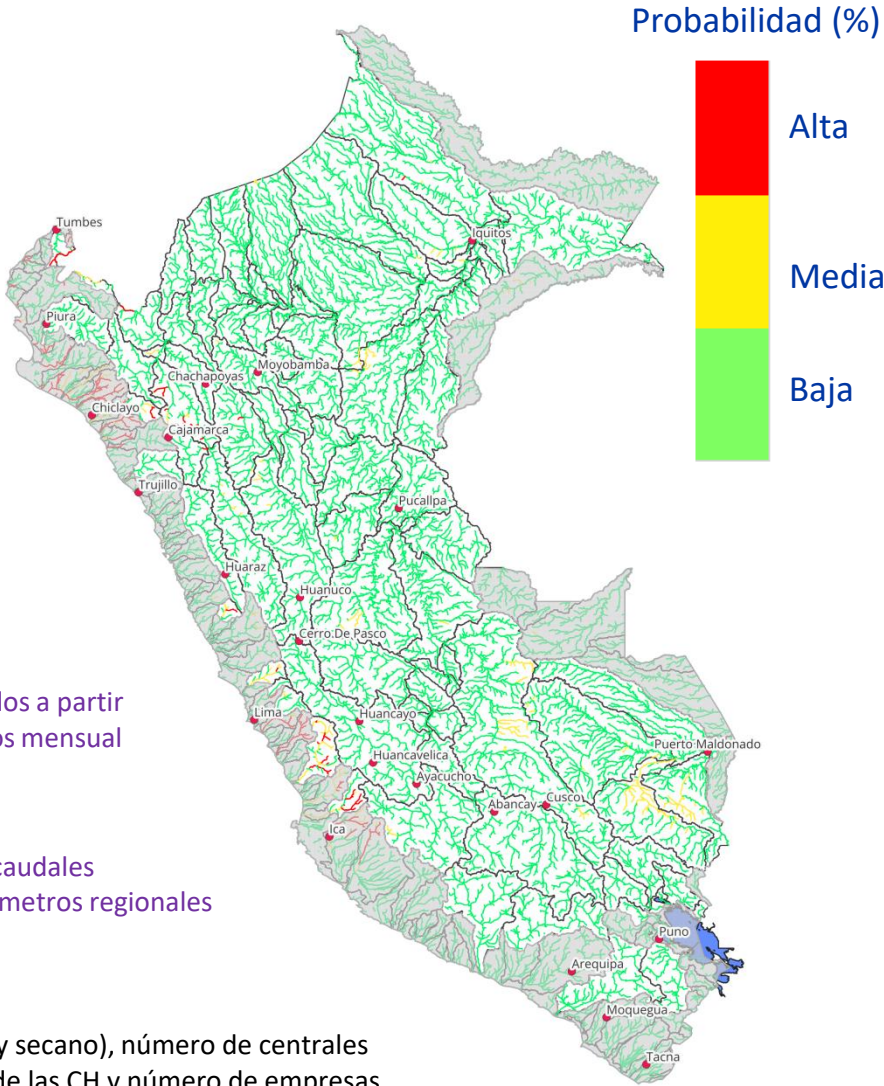 Probabilidad (%)
Alta
Media
Baja
Tumbes
Iquitos
Piura
Chachapoyas
Moyobamba
Chiclayo
Cajamarca
Trujillo
Pucallpa
Huaraz
Huanuco
Cerro De Pasco
Lima
Huancayo
Huancavelica
Puerto Maldonado
Ayacucho
Abancay
Cusco
Ica
Puno
Arequipa
Moquegua
Tacna
los a partir
os mensual
caudales
metros regionales
y secano), número de centrales
de las CH y número de empresas